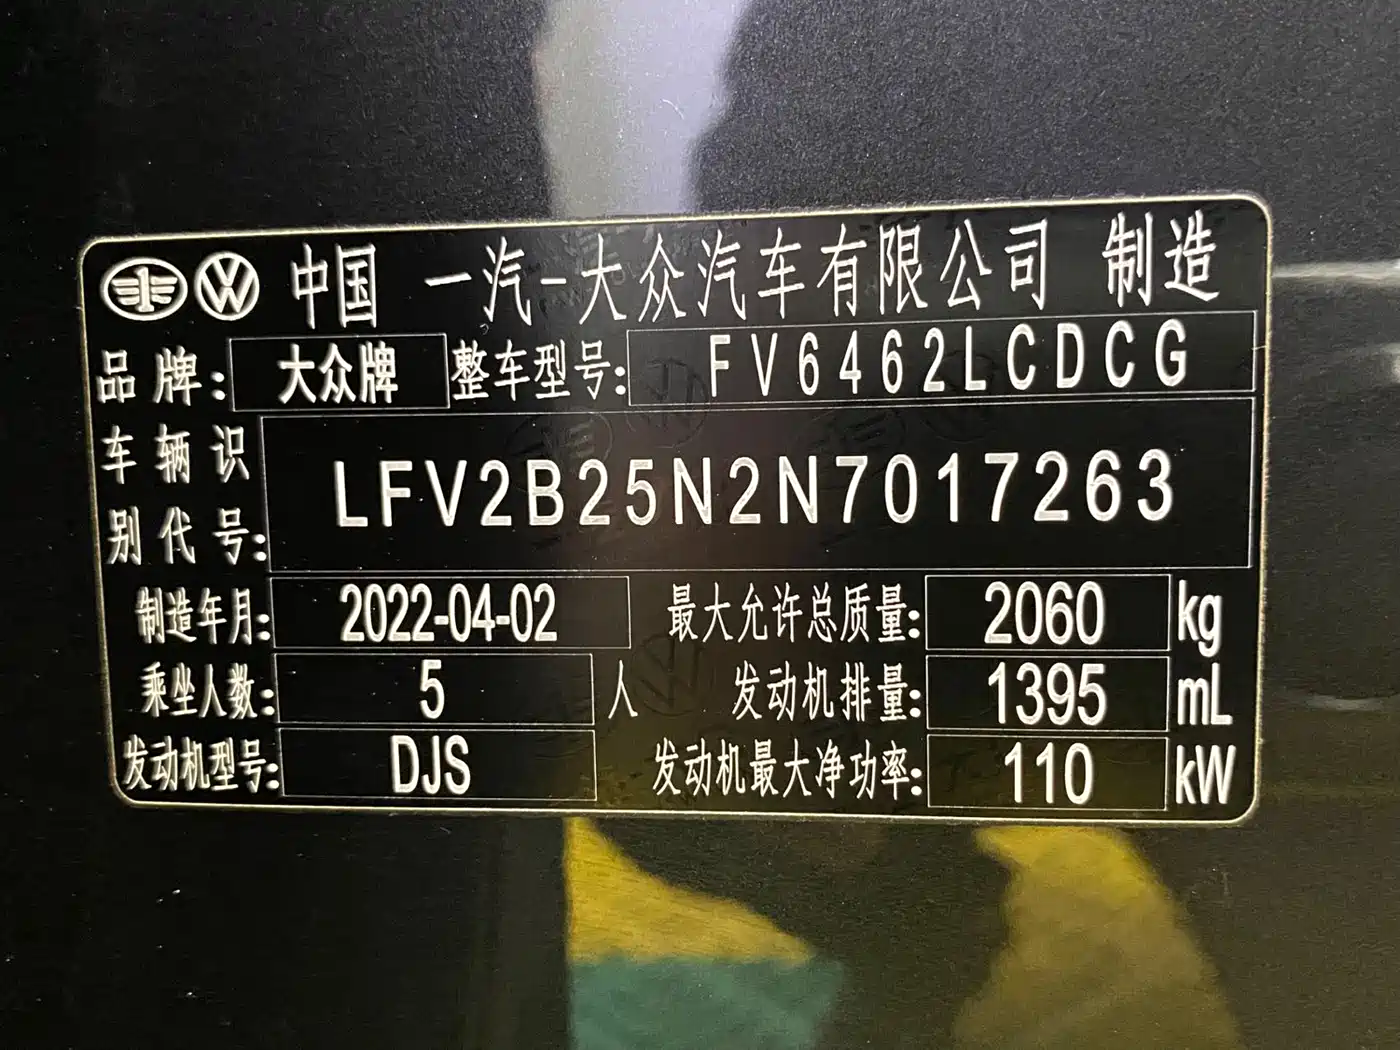 中国 一汽-大众汽车有限公司 制造
品牌: 大众牌 整车型号: FV6462LCDCG
车辆识别代号: LFV2B25N2N7017263
制造年月: 2022-04-02 最大允许总质量: 2060 kg
乘坐人数: 5 人 发动机排量: 1395 mL
发动机型号: DJS 发动机最大净功率: 110 kW